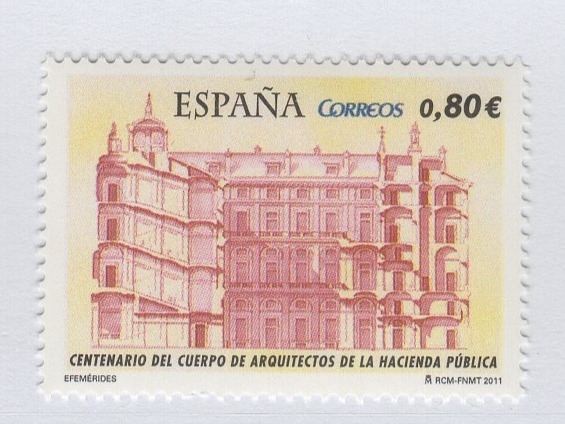 ESPAÑA CORREOS 0,80€
CENTENARIO DEL CUERPO DE ARQUITECTOS DE LA HACIENDA PÚBLICA
EFEMÉRIDES RCM-FNMT 2011